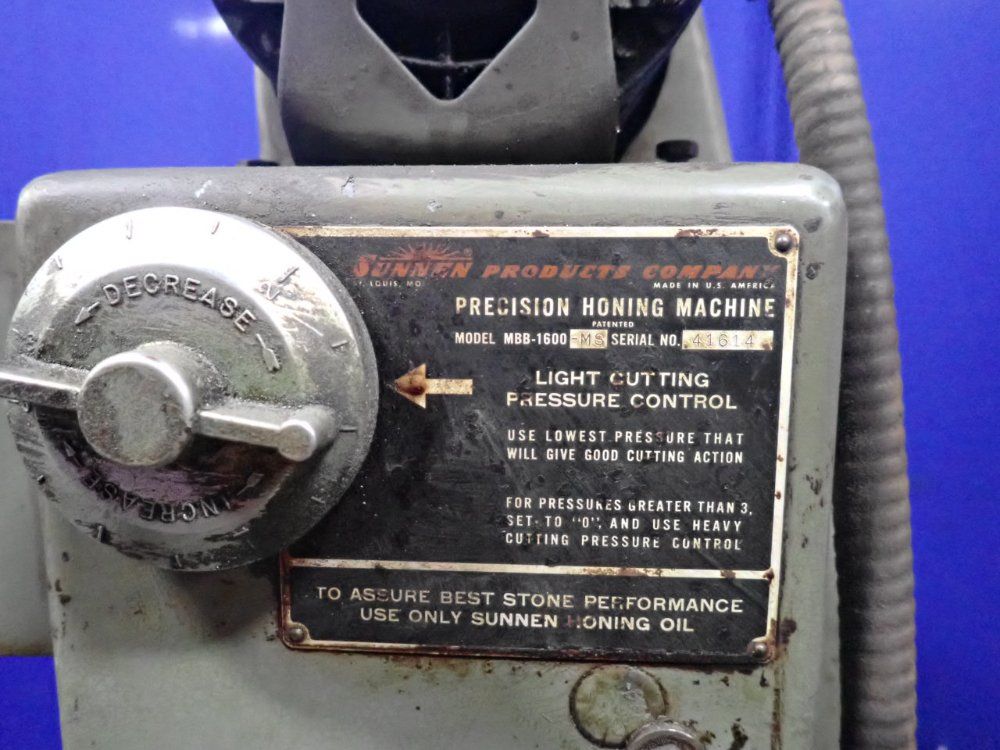 DECREASE
INCREASE
SUNNEN PRODUCTS COMPANY
ST. LOUIS, MO.
MADE IN U.S. AMERICA
PRECISION HONING MACHINE
PATENTED
MODEL MBB-1600 -MS SERIAL NO. 41614
LIGHT CUTTING
PRESSURE CONTROL
USE LOWEST PRESSURE THAT
WILL GIVE GOOD CUTTING ACTION
FOR PRESSURES GREATER THAN 3,
SET TO "0", AND USE HEAVY
CUTTING PRESSURE CONTROL
TO ASSURE BEST STONE PERFORMANCE
USE ONLY SUNNEN HONING OIL